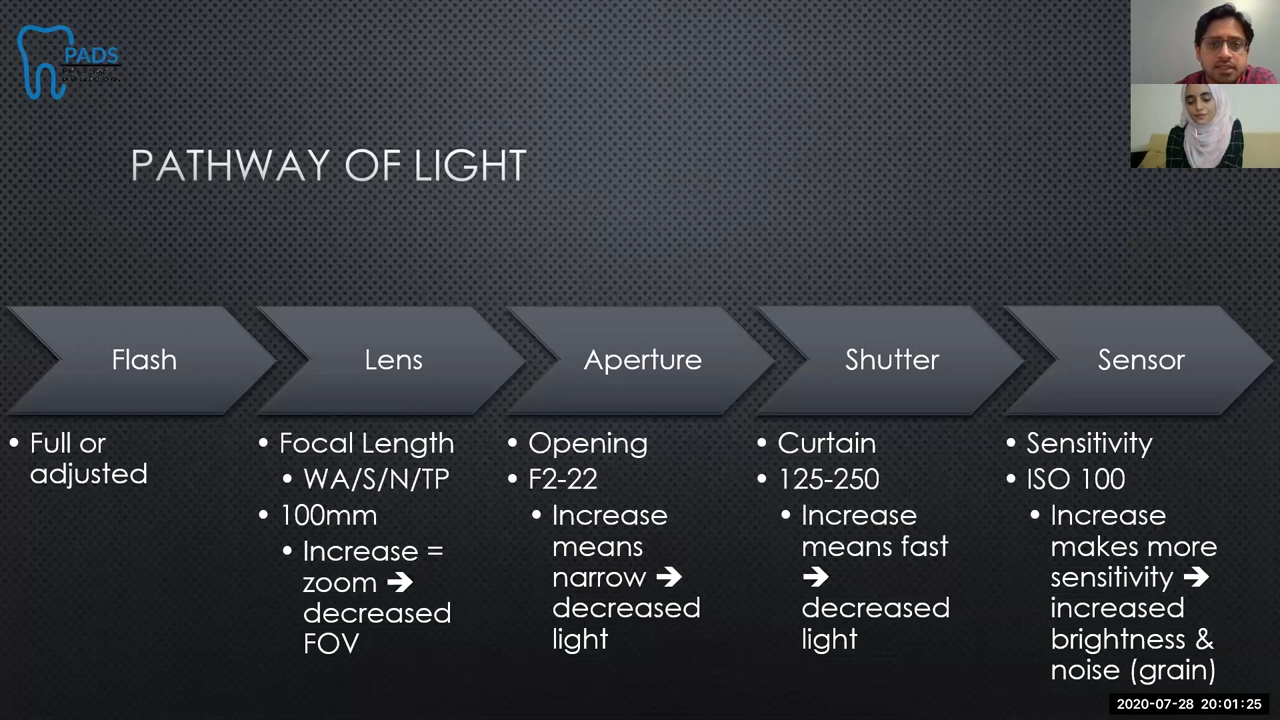 PADS
PATHWAY OF LIGHT
Flash
Lens
Aperture
Shutter
Sensor
• Full or
adjusted
• Focal Length
• WA/S/N/TP
• 100mm
• Increase =
zoom ➔
decreased
FOV
• Opening
• F2-22
• Increase
means
narrow ➔
decreased
light
• Curtain
• 125-250
• Increase
means fast
➔
decreased
light
• Sensitivity
• ISO 100
• Increase
makes more
sensitivity ➔
increased
brightness &
noise (grain)
2020-07-28 20:01:25